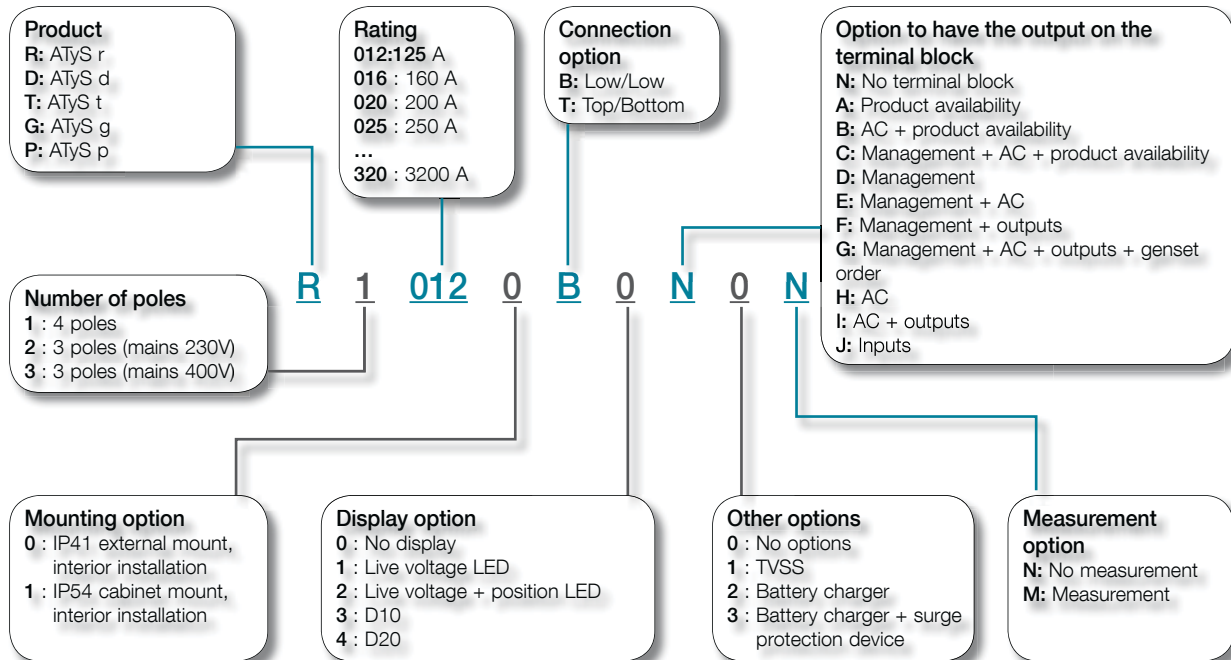 Product
R: ATyS r
D: ATyS d
T: ATyS t
G: ATyS g
P: ATyS p
Rating
012:125 A
016 : 160 A
020 : 200 A
025 : 250 A
...
320 : 3200 A
Connection
option
B: Low/Low
T: Top/Bottom
Option to have the output on the
terminal block
N: No terminal block
A: Product availability
B: AC + product availability
C: Management + AC + product availability
D: Management
E: Management + AC
F: Management + outputs
G: Management + AC + outputs + genset
order
H: AC
I: AC + outputs
J: Inputs
R 1 012 0 B 0 N 0 N
Number of poles
1 : 4 poles
2 : 3 poles (mains 230V)
3 : 3 poles (mains 400V)
Mounting option
0 : IP41 external mount,
interior installation
1 : IP54 cabinet mount,
interior installation
Display option
0 : No display
1 : Live voltage LED
2 : Live voltage + position LED
3 : D10
4 : D20
Other options
0 : No options
1 : TVSS
2 : Battery charger
3 : Battery charger + surge
protection device
Measurement
option
N: No measurement
M: Measurement